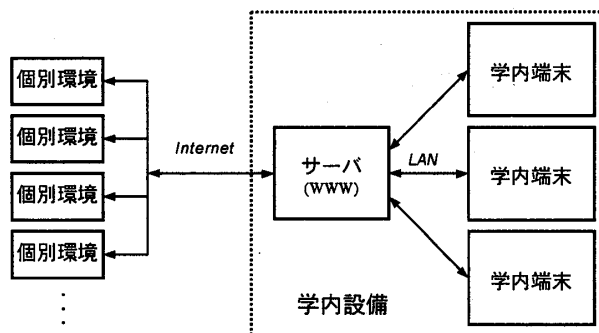 個別環境
個別環境
個別環境
個別環境
Internet
サーバ
(WWW)
LAN
学内端末
学内端末
学内端末
学内設備